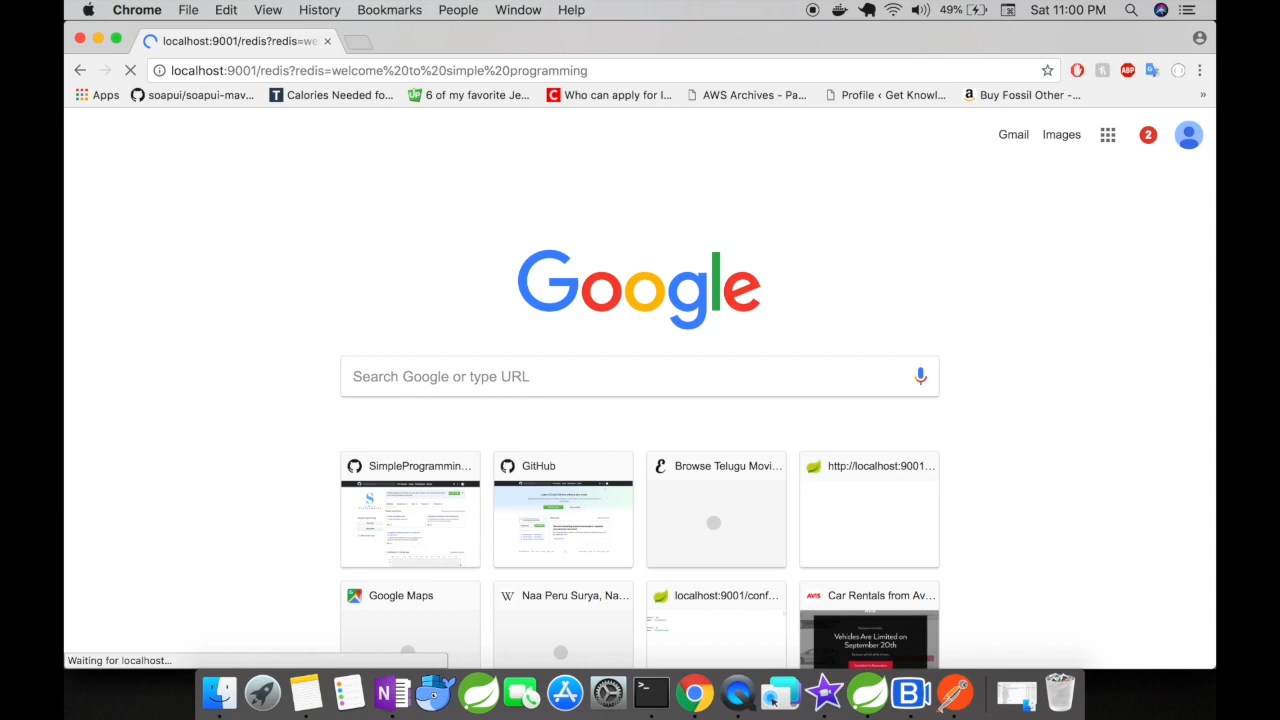 Chrome File Edit View History Bookmarks People Window Help 49% Sat 11:00 PM
localhost:9001/redis?redis=we
localhost:9001/redis?redis=welcome%20to%20simple%20programming
ABP
Apps soapui/soapui-mav... T Calories Needed fo... UP 6 of my favorite .te... C Who can apply for I... AWS Archives - Pa... Profile ‹ Get Knowl... a Buy Fossil Other -... »
Gmail Images 2
Google
Search Google or type URL
SimpleProgrammin... GitHub Browse Telugu Movi... http://localhost:9001...
Google Maps W Naa Peru Surya, Na... localhost:9001/conf... AVIS Car Rentals from Av...
Vehicles Are Limited on
September 20th
Waiting for localhost...